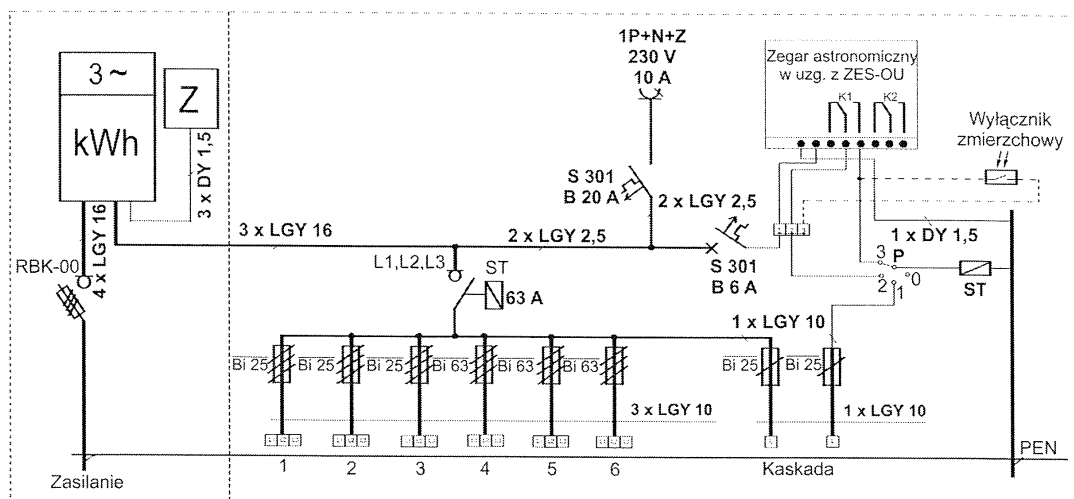 3 ~
kWh
Z
3 x DY 1,5
4 x LGY 16
RBK-00
Zasilanie
3 x LGY 16
2 x LGY 2,5
L1,L2,L3
ST
63 A
1P+N+Z
230 V
10 A
S 301
B 20 A
2 x LGY 2,5
S 301
B 6 A
Zegar astronomiczny
w uzg. z ZES-OU
K1
K2
Wyłącznik
zmierzchowy
1 x DY 1,5
3
P
0
2
1
ST
1 x LGY 10
Bi 25
Bi 25
Bi 25
Bi 63
Bi 63
Bi 63
Bi 25
Bi 25
3 x LGY 10
1 x LGY 10
1
2
3
4
5
6
Kaskada
PEN